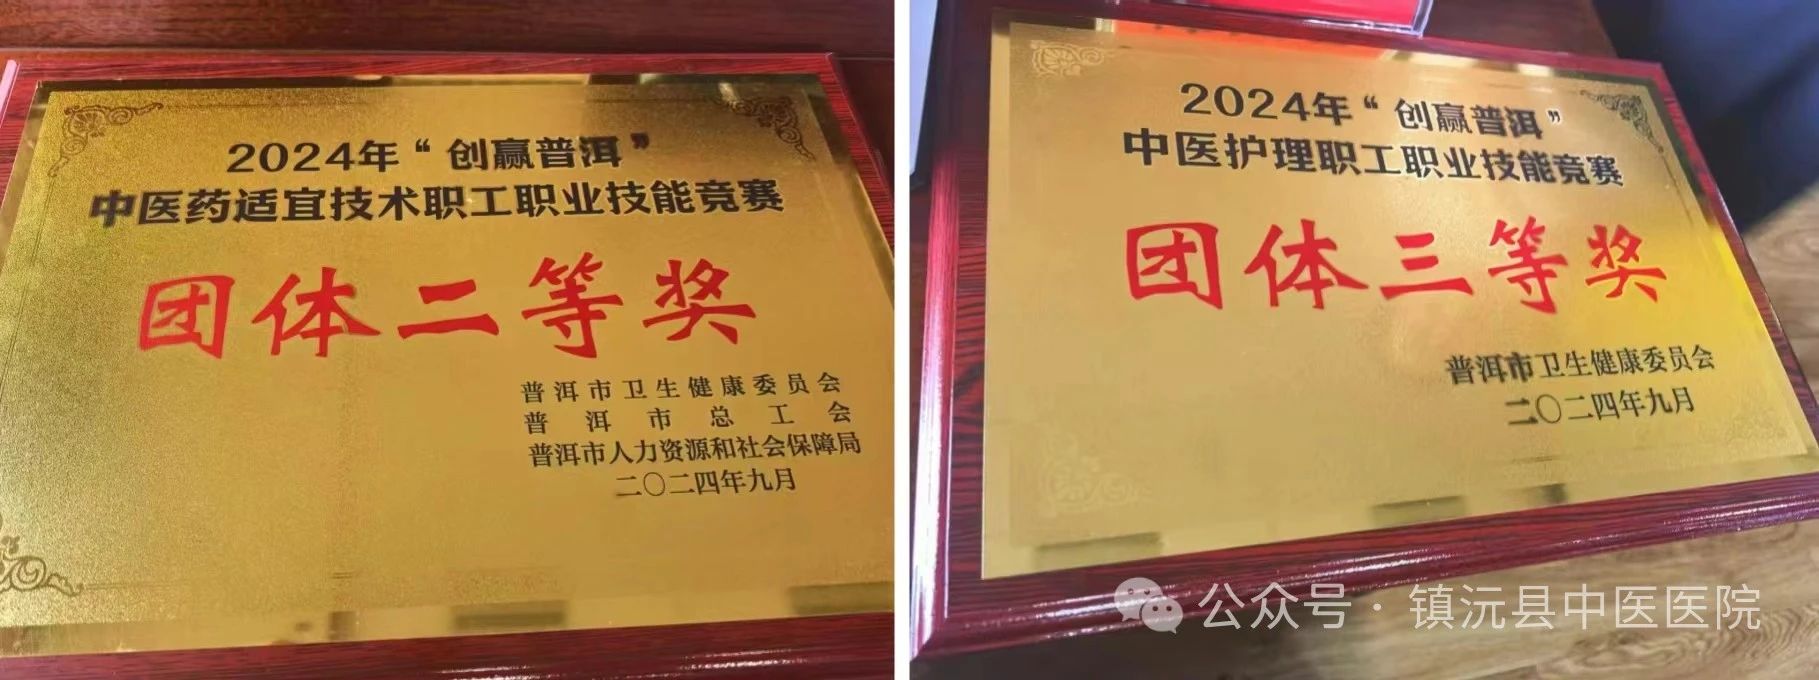 2024年“创赢普洱”
中医药适宜技术职工职业技能竞赛
团体二等奖
普洱市卫生健康委员会
普洱市总工会
普洱市人力资源和社会保障局
二〇二四年九月
2024年“创赢普洱”
中医护理职工职业技能竞赛
团体三等奖
普洱市卫生健康委员会
二〇二四年九月
公众号·镇沅县中医医院